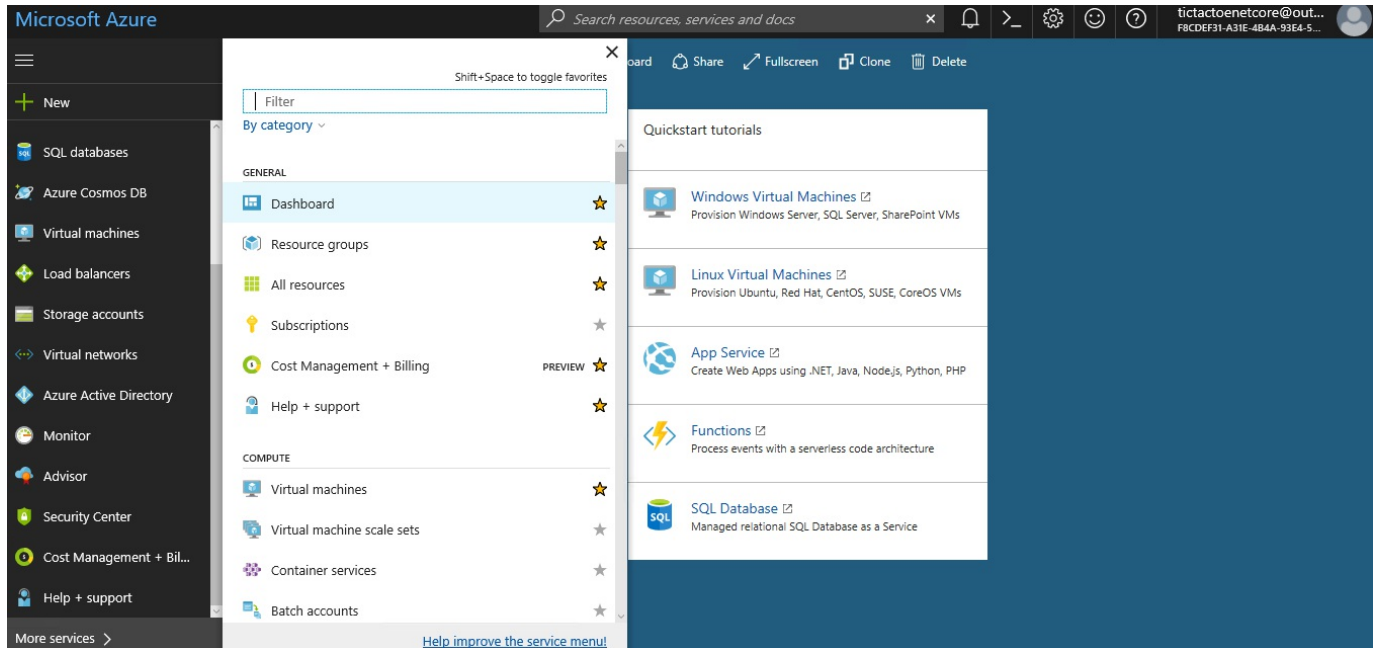 Microsoft Azure
Search resources, services and docs
tictactoenetcore@out...
F8CDEF31-A31E-4B4A-93E4-5...
New
SQL databases
Azure Cosmos DB
Virtual machines
Load balancers
Storage accounts
Virtual networks
Azure Active Directory
Monitor
Advisor
Security Center
Cost Management + Bil...
Help + support
More services
Shift+Space to toggle favorites
Filter
By category
GENERAL
Dashboard
Resource groups
All resources
Subscriptions
Cost Management + Billing PREVIEW
Help + support
COMPUTE
Virtual machines
Virtual machine scale sets
Container services
Batch accounts
Help improve the service menu!
oard Share Fullscreen Clone Delete
Quickstart tutorials
Windows Virtual Machines
Provision Windows Server, SQL Server, SharePoint VMs
Linux Virtual Machines
Provision Ubuntu, Red Hat, CentOS, SUSE, CoreOS VMs
App Service
Create Web Apps using .NET, Java, Node.js, Python, PHP
Functions
Process events with a serverless code architecture
SQL
SQL Database
Managed relational SQL Database as a Service